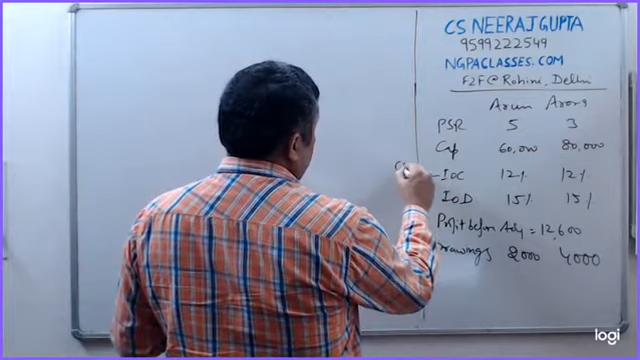 CS NEERAJ GUPTA
9599222549
NGPACLASSES.COM
F2F @ Rohini, Delhi
Arun Arora
PSR 5 3
Cap 60,000 80,000
IOC 12% 12%
IOD 15% 15%
Profit before Adj = 12,600
Drawings 8000 4000
logi